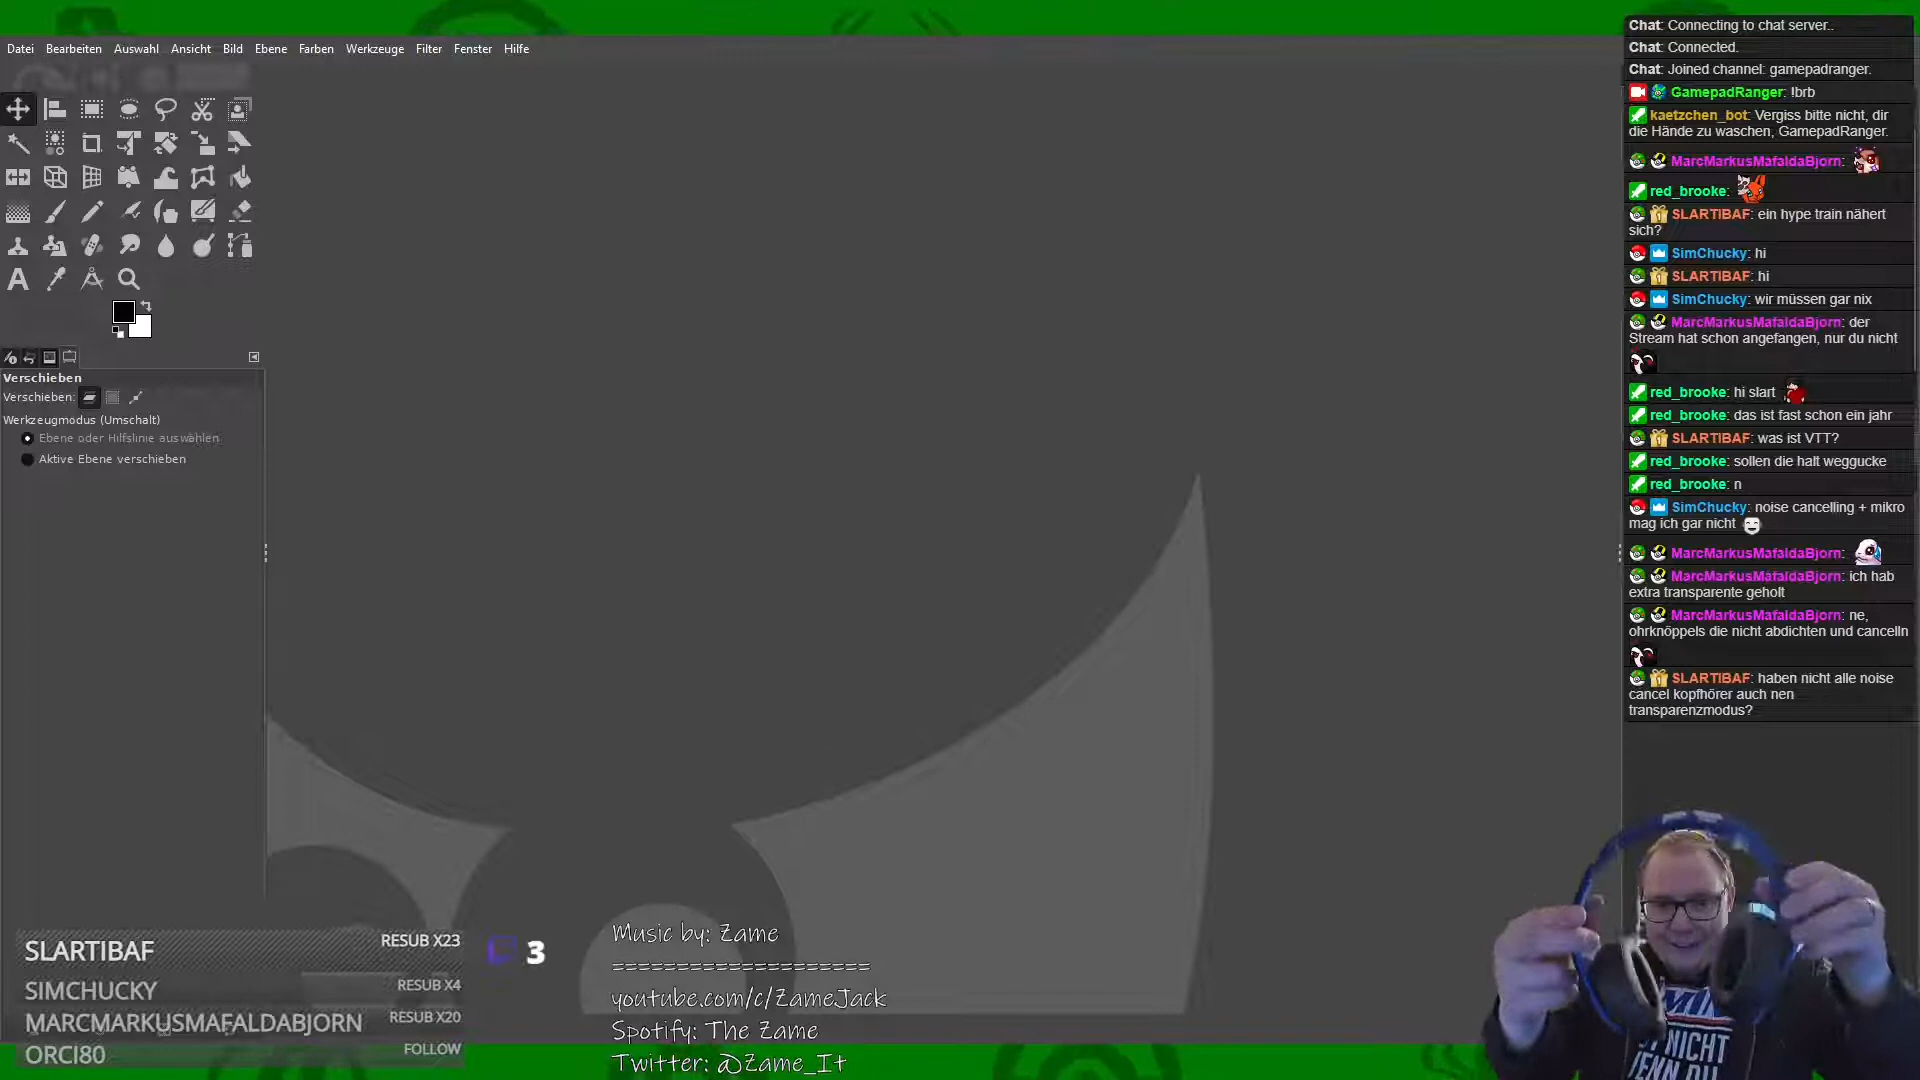 Datei Bearbeiten Auswahl Ansicht Bild Ebene Farben Werkzeuge Filter Fenster Hilfe
Verschieben
Verschieben:
Werkzeugmodus (Umschalt)
Ebene oder Hilfslinie auswählen
Aktive Ebene verschieben
Chat: Connecting to chat server..
Chat: Connected.
Chat: Joined channel: gamepadranger.
GamepadRanger: !brb
kaetzchen_bot: Vergiss bitte nicht, dir
die Hände zu waschen, GamepadRanger.
MarcMarkusMafaldaBjorn:
red_brooke:
SLARTIBAF: ein hype train nähert
sich?
SimChucky: hi
SLARTIBAF: hi
SimChucky: wir müssen gar nix
MarcMarkusMafaldaBjorn: der
Stream hat schon angefangen, nur du nicht
red_brooke: hi slart
red_brooke: das ist fast schon ein jahr
SLARTIBAF: was ist VTT?
red_brooke: sollen die halt weggucke
red_brooke: n
SimChucky: noise cancelling + mikro
mag ich gar nicht
MarcMarkusMafaldaBjorn:
MarcMarkusMafaldaBjorn: ich hab
extra transparente geholt
MarcMarkusMafaldaBjorn: ne,
ohrknöppels die nicht abdichten und cancelln
SLARTIBAF: haben nicht alle noise
cancel kopfhörer auch nen
transparenzmodus?
SLARTIBAF RESUB X23
SIMCHUCKY RESUB X4
MARCMARKUSMAFALDABJORN RESUB X20
ORCI80 FOLLOW
3
Music by: Zame
====================
youtube.com/c/ZameJack
Spotify: The Zame
Twitter: @Zame_It
NICHT
WENN DU